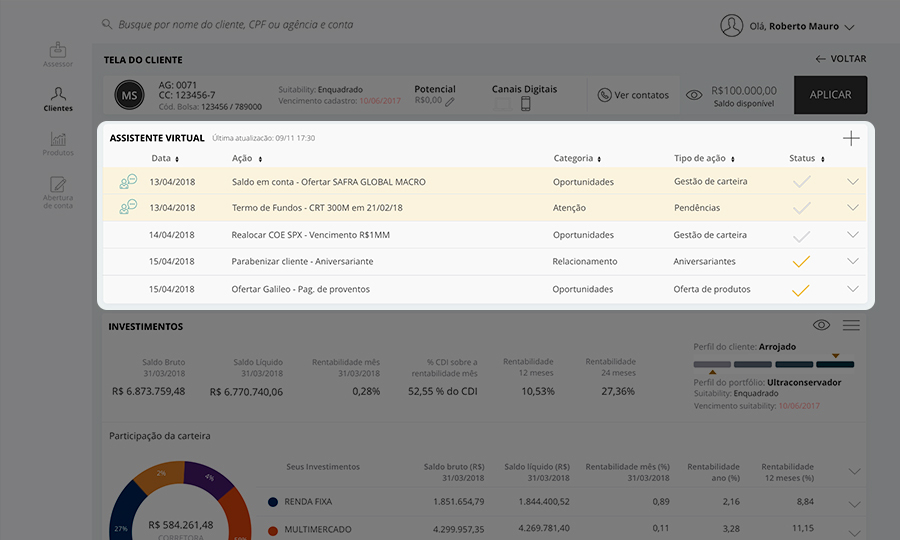 Busque por nome do cliente, CPF ou agência e conta
Olá, Roberto Mauro
Assessor
Clientes
Produtos
Abertura
de conta
TELA DO CLIENTE
VOLTAR
MS
AG: 0071
CC: 123456-7
Cód. Bolsa: 123456 / 789000
Suitability: Enquadrado
Vencimento cadastro: 10/06/2017
Potencial
R$0,00
Canais Digitais
Ver contatos
R$100.000,00
Saldo disponível
APLICAR
ASSISTENTE VIRTUAL Última atualização: 09/11 17:30
Data Ação Categoria Tipo de ação Status
13/04/2018 Saldo em conta - Ofertar SAFRA GLOBAL MACRO Oportunidades Gestão de carteira
13/04/2018 Termo de Fundos - CRT 300M em 21/02/18 Atenção Pendências
14/04/2018 Realocar COE SPX - Vencimento R$1MM Oportunidades Gestão de carteira
15/04/2018 Parabenizar cliente - Aniversariante Relacionamento Aniversariantes
15/04/2018 Ofertar Galileo - Pag. de proventos Oportunidades Oferta de produtos
INVESTIMENTOS
Saldo Bruto
31/03/2018
R$ 6.873.759,48
Saldo Líquido
31/03/2018
R$ 6.770.740,06
Rentabilidade mês
31/03/2018
0,28%
% CDI sobre a
rentabilidade mês
52,55 % do CDI
Rentabilidade
12 meses
10,53%
Rentabilidade
24 meses
27,36%
Perfil do cliente: Arrojado
Perfil do portfólio: Ultraconservador
Suitability: Enquadrado
Vencimento suitability: 10/06/2017
Participação da carteira
2%
4%
27%
R$ 584.261,48
CORRETORA
Seus Investimentos
Saldo bruto (R$)
31/03/2018
Saldo líquido (R$)
31/03/2018
Rentabilidade mês (%)
31/03/2018
Rentabilidade
ano (%)
Rentabilidade
12 meses (%)
RENDA FIXA 1.851.654,79 1.844.400,52 0,89 2,16 8,84
MULTIMERCADO 4.299.957,35 4.269.781,40 0,11 3,28 11,15